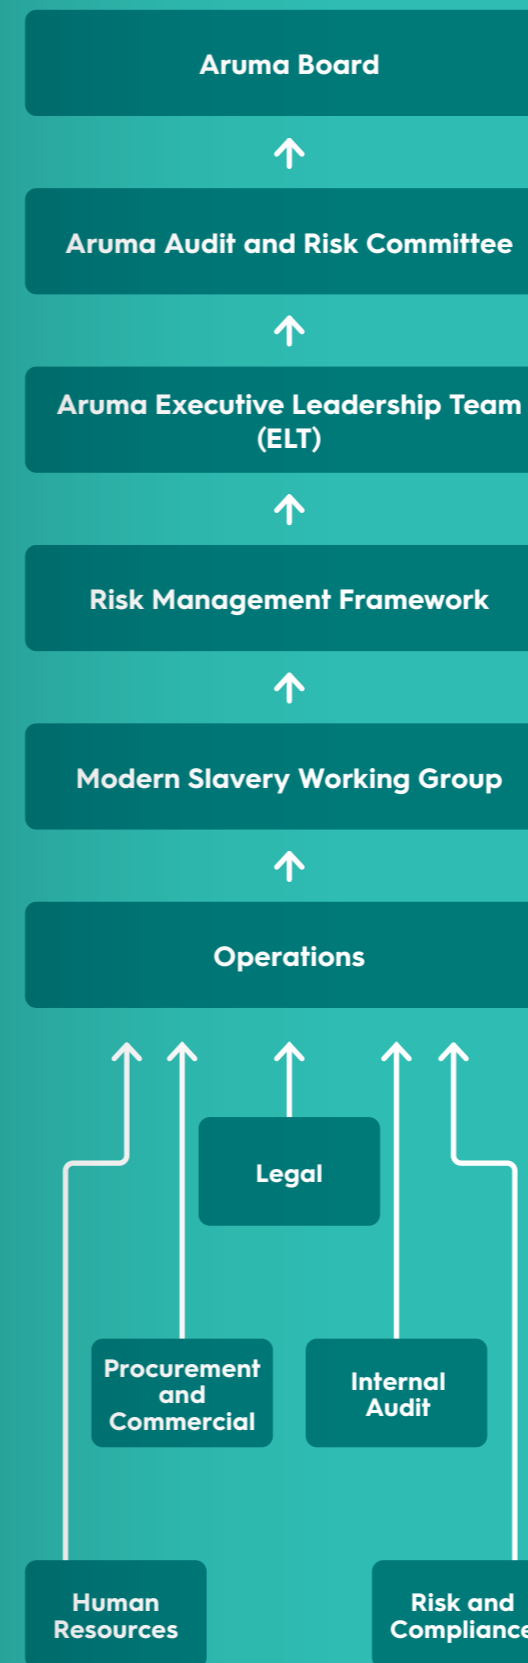 Aruma Board
Aruma Audit and Risk Committee
Aruma Executive Leadership Team
(ELT)
Risk Management Framework
Modern Slavery Working Group
Operations
Legal
Procurement
and
Commercial
Internal
Audit
Human
Resources
Risk and
Compliance